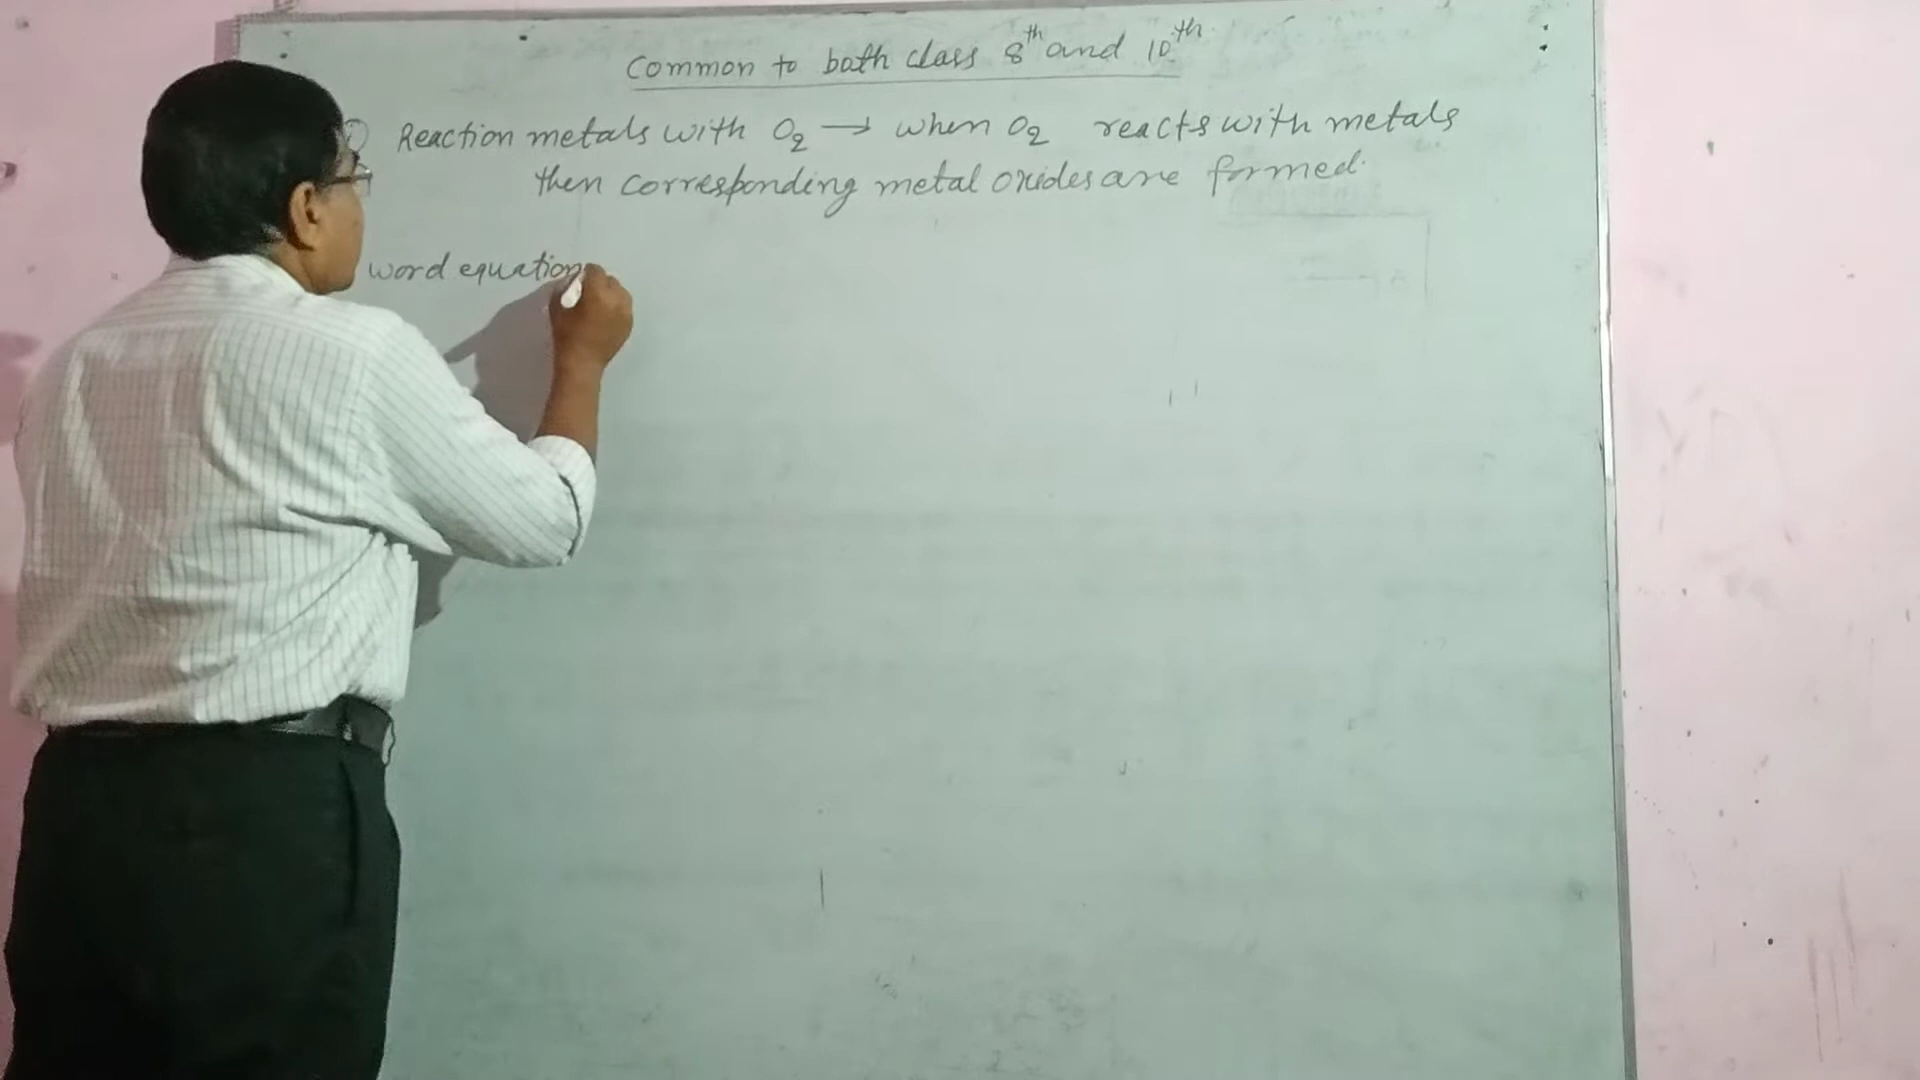 Common to both class 8th and 10th
Reaction metals with O2 → when O2 reacts with metals
then corresponding metal oxides are formed.
word equation